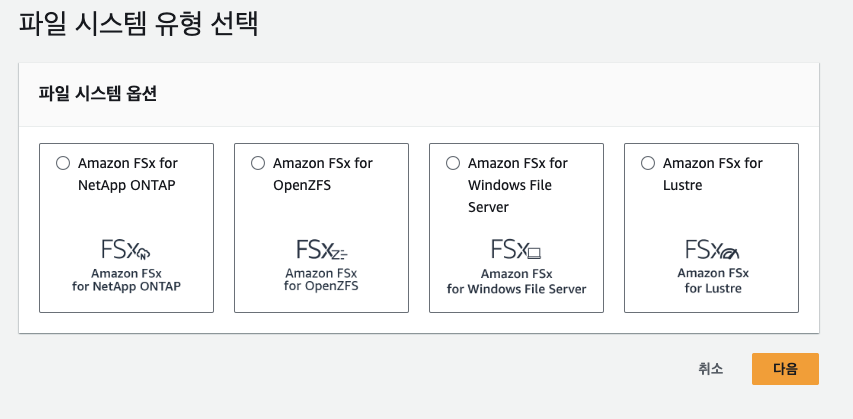 파일 시스템 유형 선택
파일 시스템 옵션
Amazon FSx for
NetApp ONTAP
FSx
Amazon FSx
for NetApp ONTAP
Amazon FSx for
OpenZFS
FSx
Amazon FSx
for OpenZFS
Amazon FSx for
Windows File
Server
FSx
Amazon FSx
for Windows File Server
Amazon FSx for
Lustre
FSx
Amazon FSx
for Lustre
취소
다음